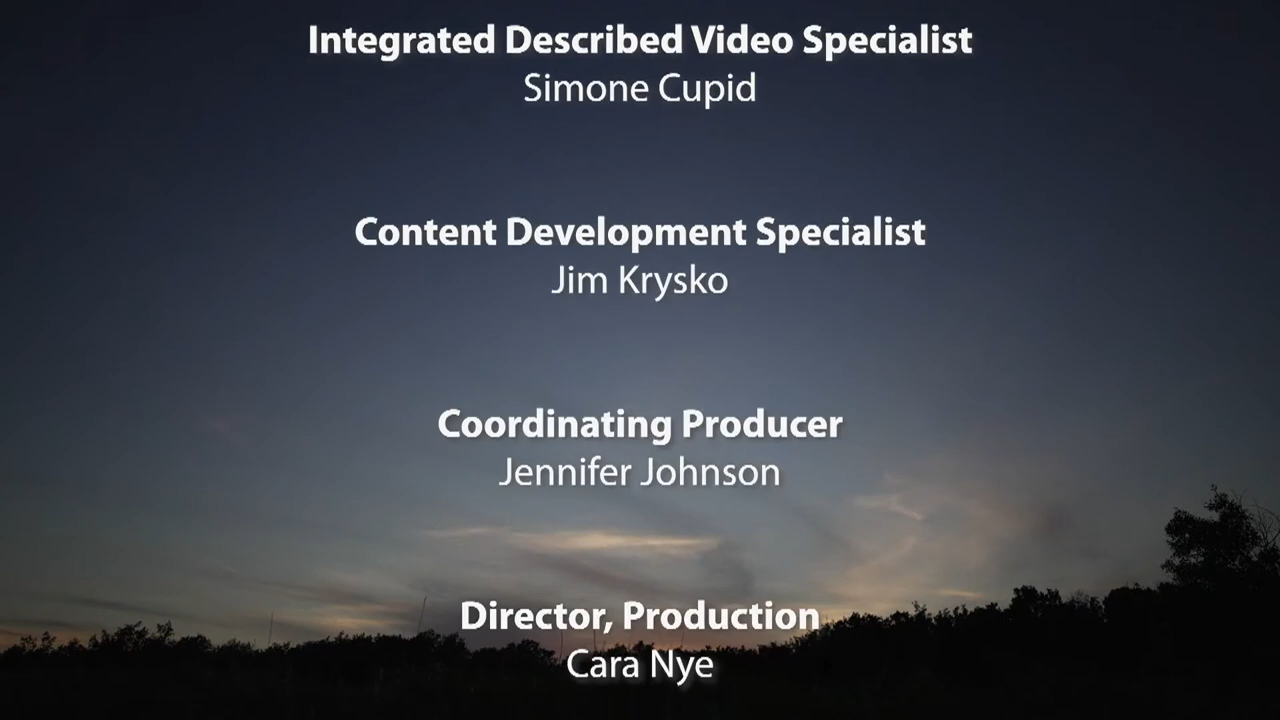 Integrated Described Video Specialist
Simone Cupid
Content Development Specialist
Jim Krysko
Coordinating Producer
Jennifer Johnson
Director, Production
Cara Nye